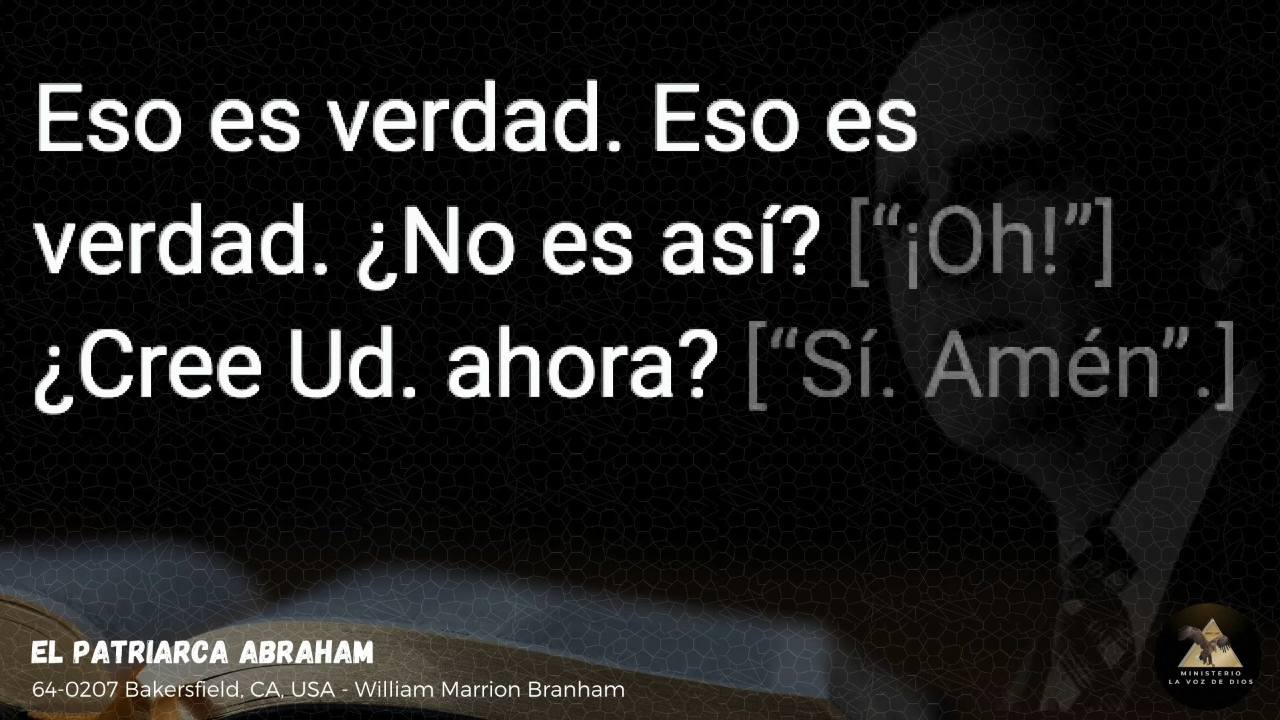 Eso es verdad. Eso es
verdad. ¿No es así? [“¡Oh!”]
¿Cree Ud. ahora? [“Sí. Amén”.]
EL PATRIARCA ABRAHAM
64-0207 Bakersfield, CA, USA - William Marrion Branham
MINISTERIO
LA VOZ DE DIOS